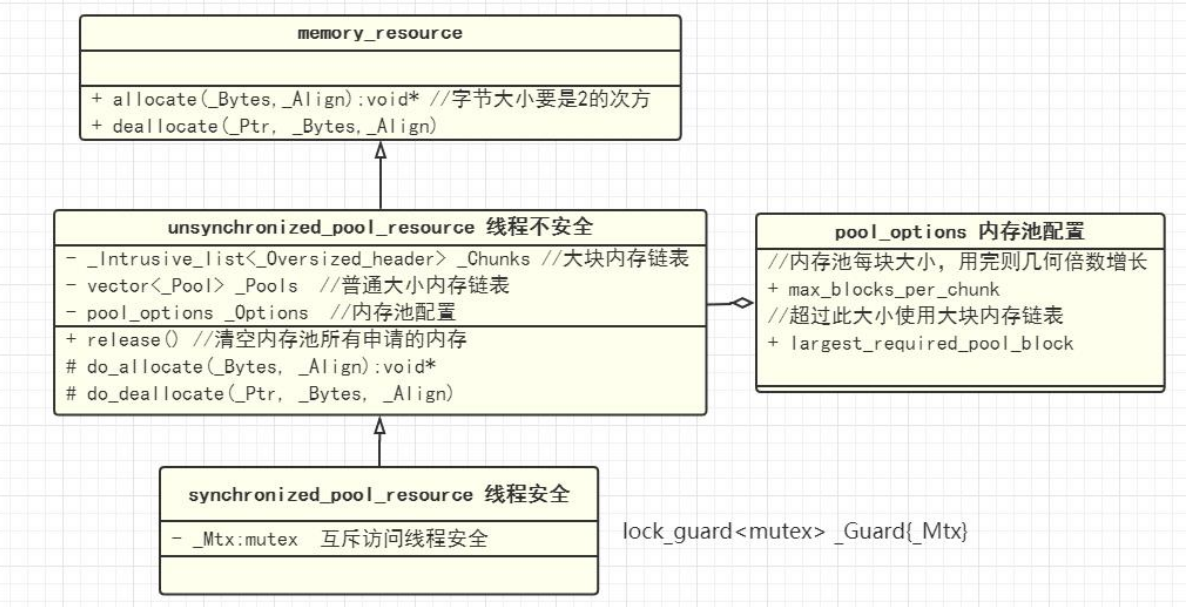 memory_resource
+ allocate(_Bytes,_Align):void* //字节大小要是2的次方
+ deallocate(_Ptr, _Bytes,_Align)
unsynchronized_pool_resource 线程不安全
- _Intrusive_list<_Oversized_header> _Chunks //大块内存链表
- vector<_Pool> _Pools //普通大小内存链表
- pool_options _Options //内存池配置
+ release() //清空内存池所有申请的内存
# do_allocate(_Bytes, _Align):void*
# do_deallocate(_Ptr, _Bytes, _Align)
pool_options 内存池配置
//内存池每块大小，用完则几何倍数增长
+ max_blocks_per_chunk
//超过此大小使用大块内存链表
+ largest_required_pool_block
synchronized_pool_resource 线程安全
- _Mtx:mutex 互斥访问线程安全
lock_guard<mutex> _Guard{_Mtx}